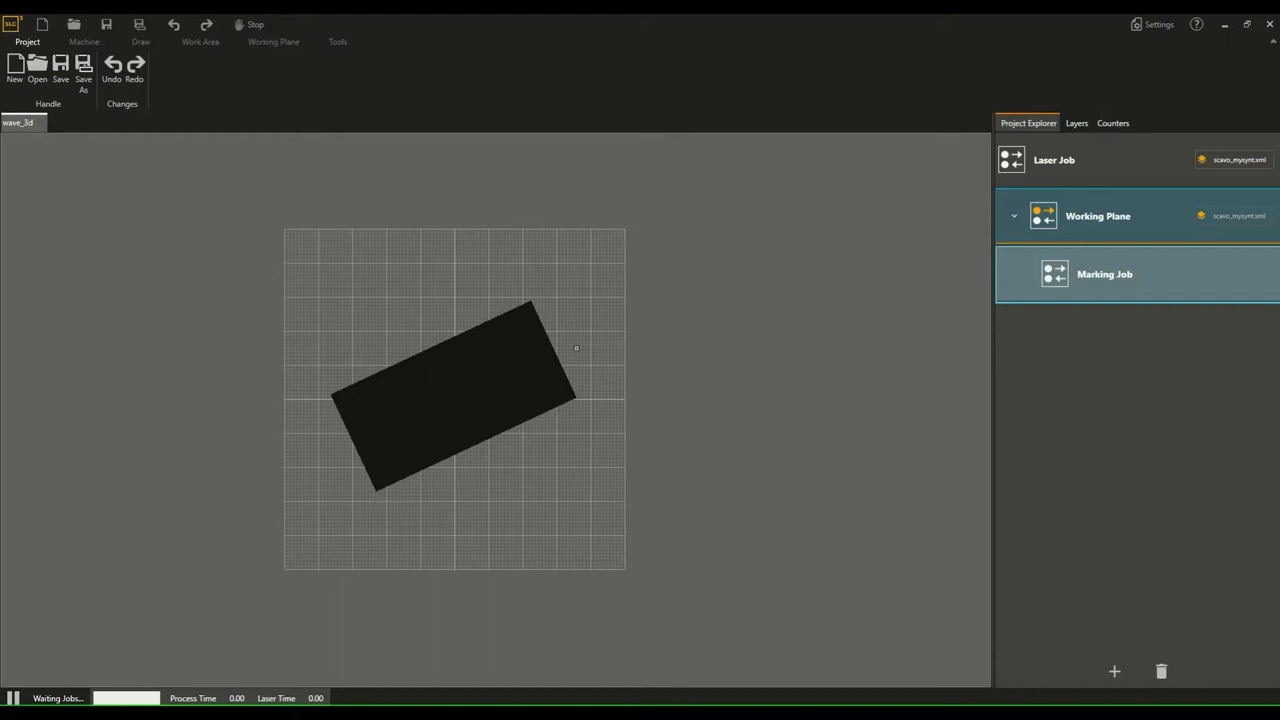 SLC 3
Stop
Settings
Project
Machine
Draw
Work Area
Working Plane
Tools
New
Open
Save
Save As
Undo
Redo
Handle
Changes
wave_3d
Project Explorer
Layers
Counters
Laser Job
scavo_mysynt.xml
Working Plane
scavo_mysynt.xml
Marking Job
Waiting Jobs...
Process Time
0.00
Laser Time
0.00